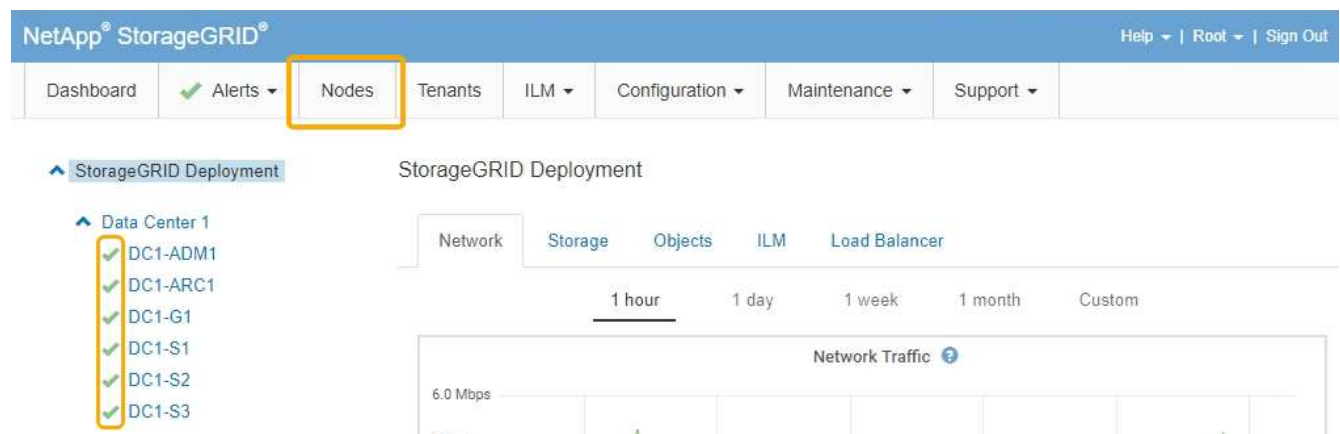 NetApp® StorageGRID®
Help | Root | Sign Out
Dashboard Alerts Nodes Tenants ILM Configuration Maintenance Support
StorageGRID Deployment
Data Center 1
DC1-ADM1
DC1-ARC1
DC1-G1
DC1-S1
DC1-S2
DC1-S3
StorageGRID Deployment
Network Storage Objects ILM Load Balancer
1 hour 1 day 1 week 1 month Custom
Network Traffic ?
6.0 Mbps